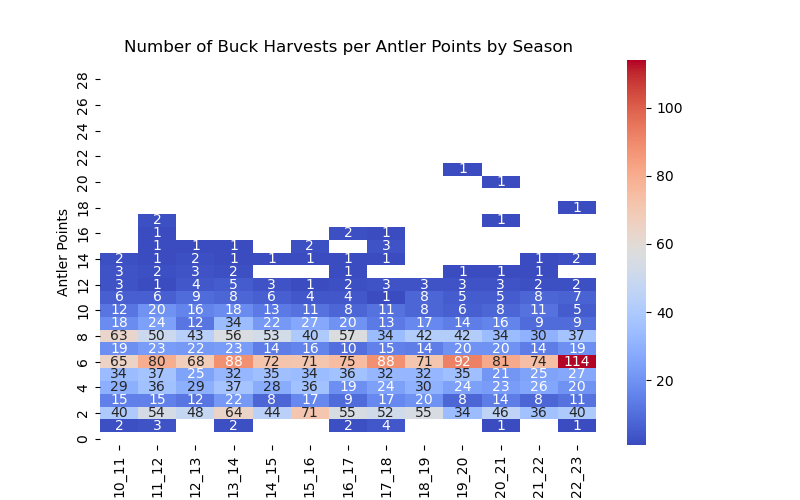 Number of Buck Harvests per Antler Points by Season
Antler Points
28
26
24
22
1
20 1
18 1
2 1
16 1 2 1
1 1 1 2 3
14 2 1 2 1 1 1 1 1 1 2
3 2 3 2 1 1 1 1
12 3 1 4 5 3 1 2 3 3 3 3 2 2
6 6 9 8 6 4 4 1 8 5 5 8 7
10 12 20 16 18 13 11 8 11 8 6 8 11 5
18 24 12 34 22 27 20 13 17 14 16 9 9
8 63 50 43 56 53 40 57 34 42 42 34 30 37
19 23 22 23 14 16 10 15 14 20 20 14 19
6 65 80 68 88 72 71 75 88 71 92 81 74 114
34 37 25 32 35 34 36 32 32 35 21 25 27
4 29 36 29 37 28 36 19 24 30 24 23 26 20
15 15 12 22 8 17 9 17 20 8 14 8 11
2 40 54 48 64 44 71 55 52 55 34 46 36 40
2 3 2 2 4 1 1
0
10_11 11_12 12_13 13_14 14_15 15_16 16_17 17_18 18_19 19_20 20_21 21_22 22_23
100
80
60
40
20